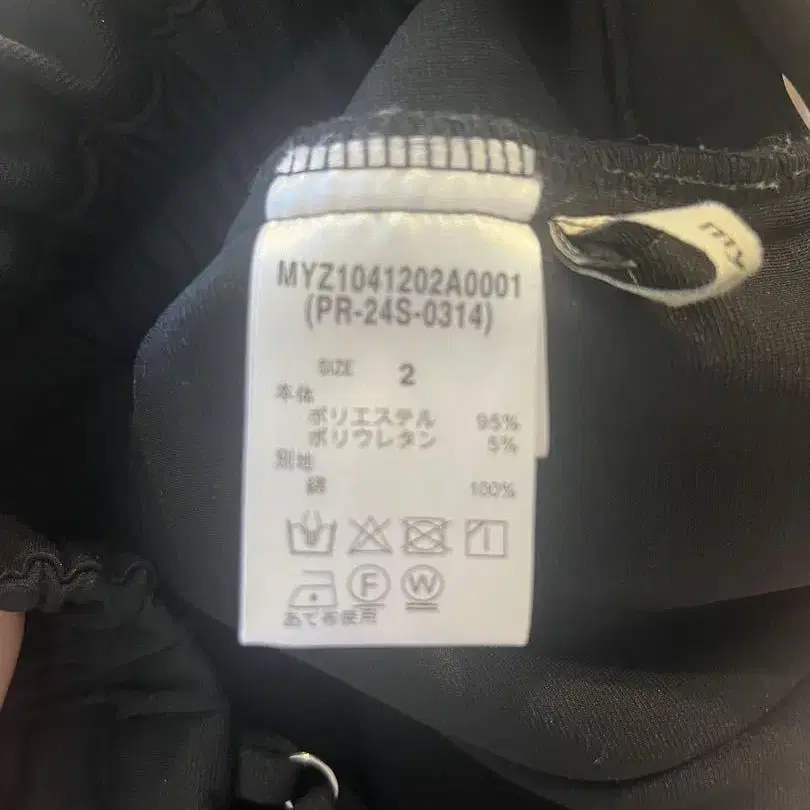 MYZ1041202A0001
(PR-24S-0314)
SIZE 2
本体
ポリエステル 95%
ポリウレタン 5%
別地
綿 100%
F W
あて布使用
my